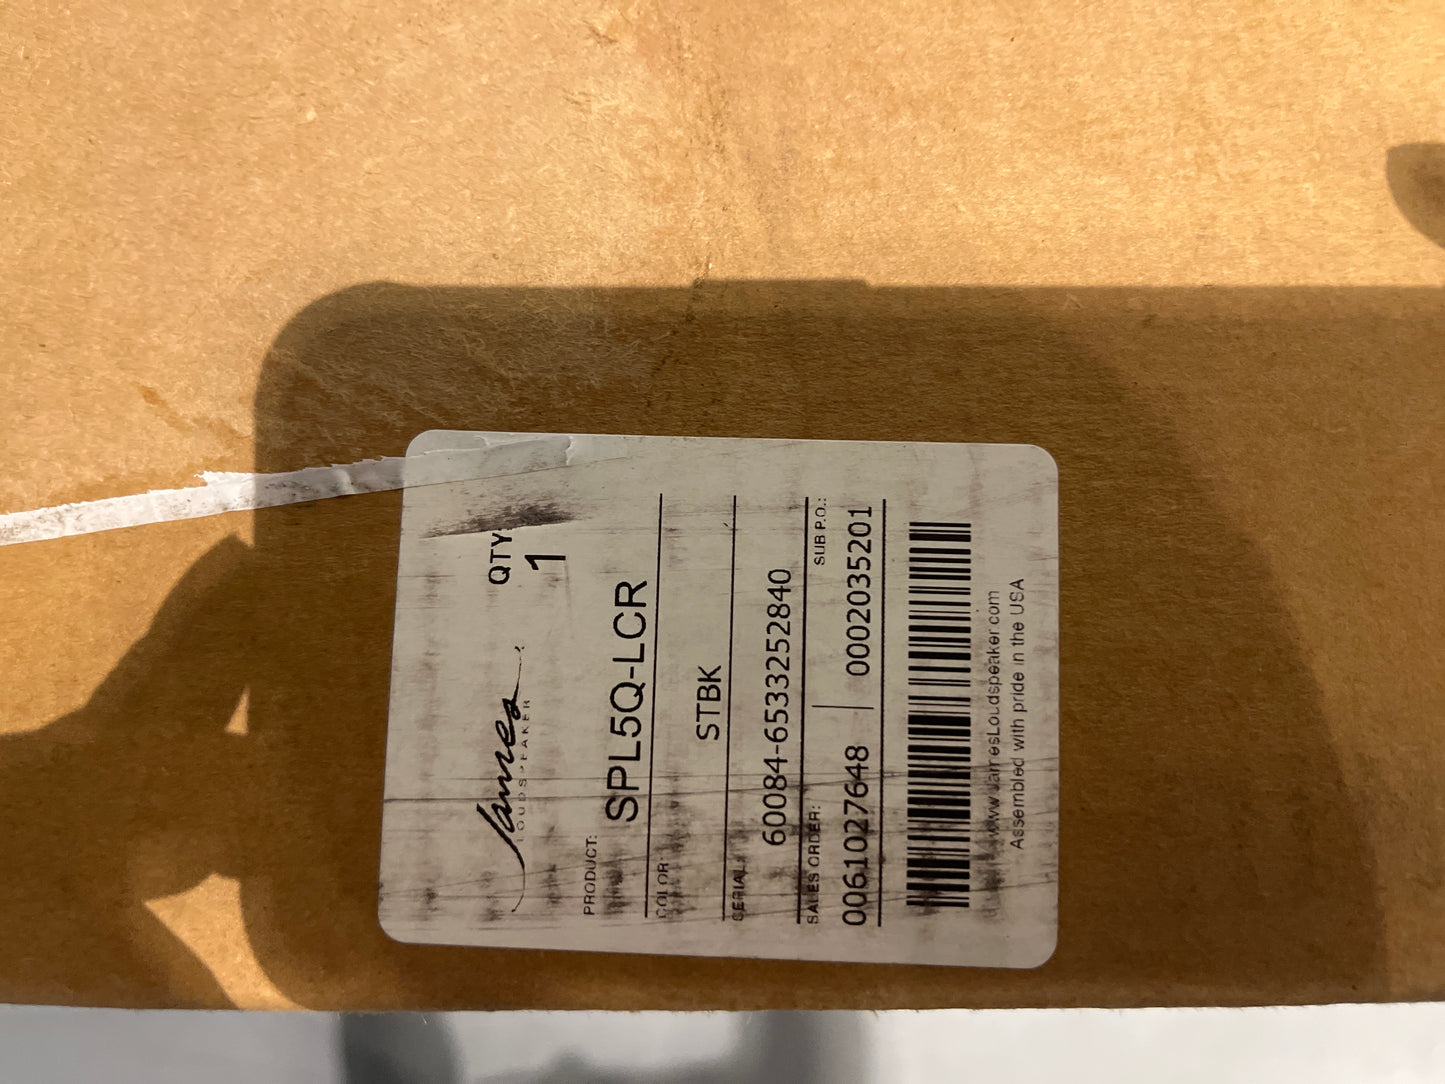 James
LOUDSPEAKER
QTY:
1
PRODUCT:
SPL5Q-LCR
COLOR:
STBK
SERIAL:
60084-6533252840
SALES ORDER:
SUB P.O.:
0061027648 | 0002035201
www.JamesLoudspeaker.com
Assembled with pride in the USA